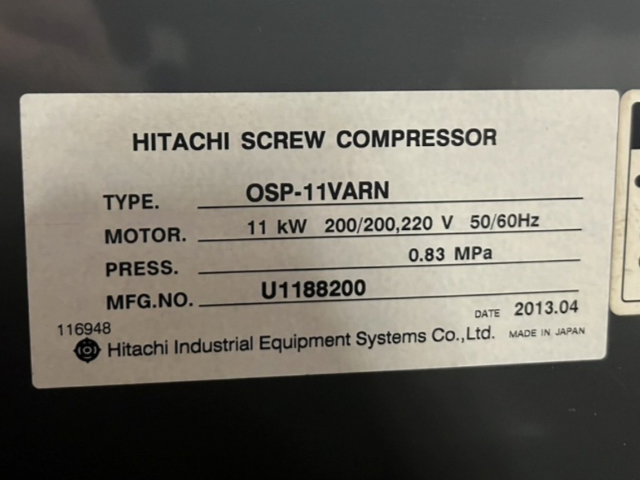 HITACHI SCREW COMPRESSOR
TYPE. OSP-11VARN
MOTOR. 11 kW 200/200,220 V 50/60Hz
PRESS. 0.83 MPa
MFG.NO. U1188200
DATE 2013.04
116948
Hitachi Industrial Equipment Systems Co.,Ltd. MADE IN JAPAN